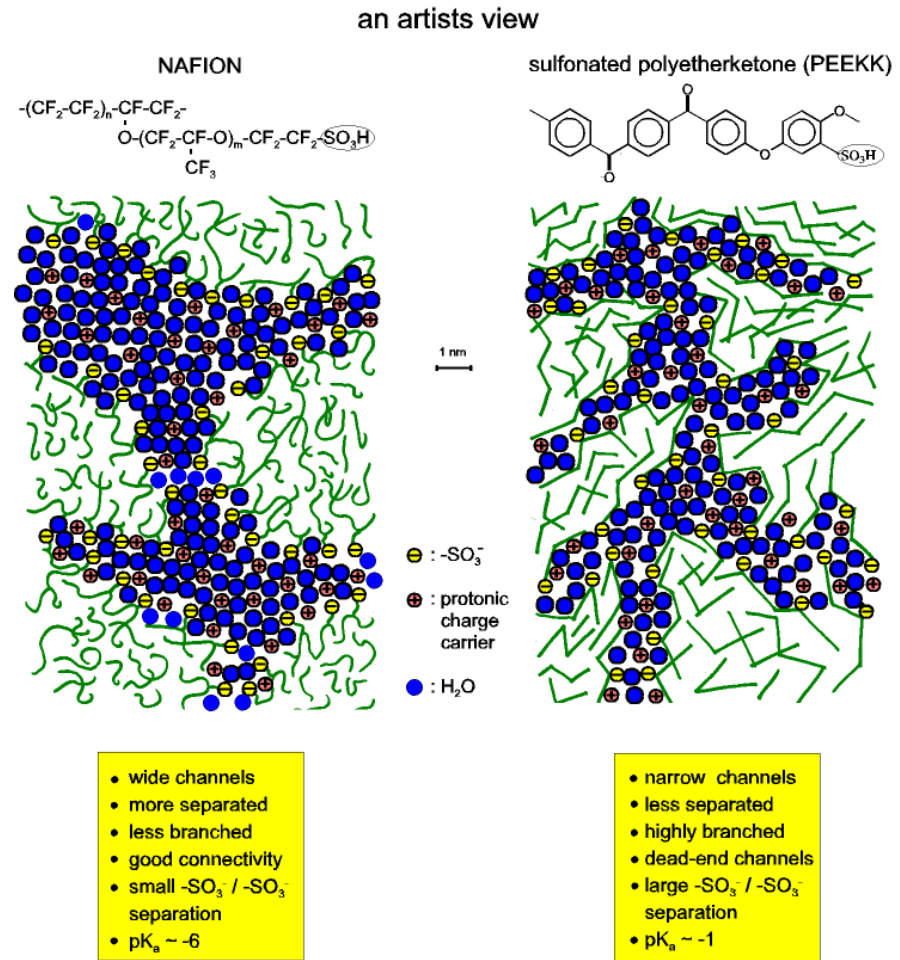 an artists view
NAFION
-(CF₂-CF₂)ₙ-CF-CF₂-
O-(CF₂-CF-O)ₘ-CF₂-CF₂-SO₃H
CF₃
sulfonated polyetherketone (PEEKK)
O
O
O
O
SO₃H
1 nm
: -SO₃⁻
: protonic
charge
carrier
: H₂O
• wide channels
• more separated
• less branched
• good connectivity
• small -SO₃⁻ / -SO₃⁻
separation
• pKₐ ~ -6
• narrow channels
• less separated
• highly branched
• dead-end channels
• large -SO₃⁻ / -SO₃⁻
separation
• pKₐ ~ -1